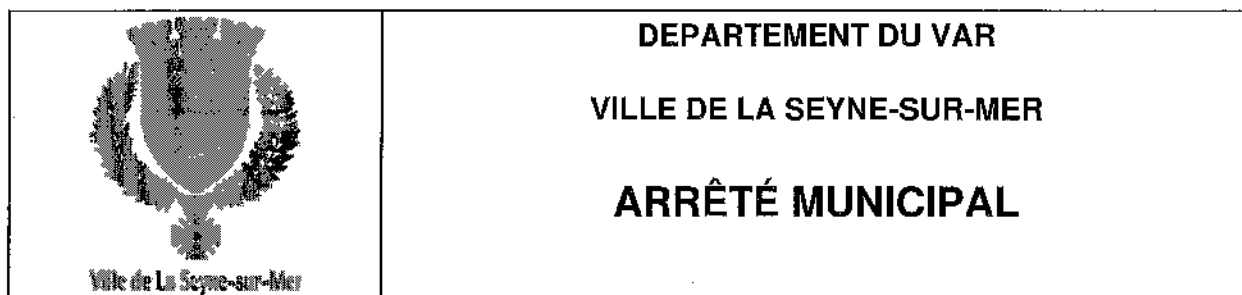 DEPARTEMENT DU VAR
VILLE DE LA SEYNE-SUR-MER
ARRÊTÉ MUNICIPAL
Ville de La Seyne-sur-Mer